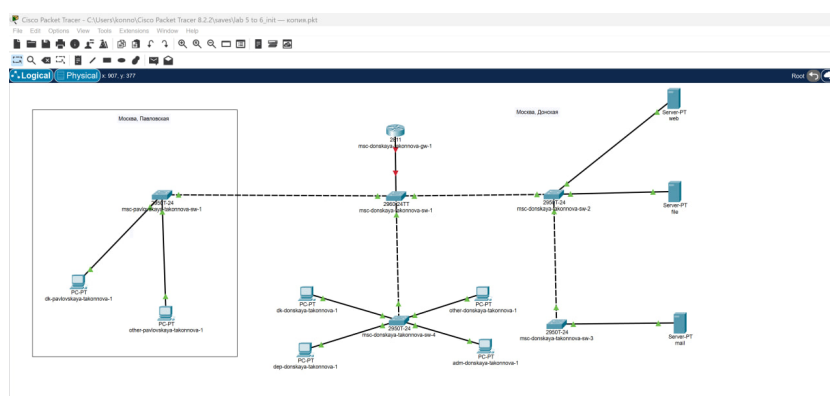 Cisco Packet Tracer - C:\Users\konno\Cisco Packet Tracer 8.2.2\saves\lab 5 to 6_init — копия.pkt
File Edit Options View Tools Extensions Window Help
Logical Physical x: 907, y: 377 Root
Москва, Павловская
Москва, Донская
Server-PT
web
2811
msc-donskaya-takonnova-gw-1
2950T-24
msc-pavlovskaya-takonnova-sw-1
2960-24TT
msc-donskaya-takonnova-sw-1
2950T-24
msc-donskaya-takonnova-sw-2
Server-PT
file
PC-PT
dk-pavlovskaya-takonnova-1
PC-PT
other-pavlovskaya-takonnova-1
PC-PT
dk-donskaya-takonnova-1
PC-PT
other-donskaya-takonnova-1
2950T-24
msc-donskaya-takonnova-sw-4
2950T-24
msc-donskaya-takonnova-sw-3
Server-PT
mail
PC-PT
dep-donskaya-takonnova-1
PC-PT
adm-donskaya-takonnova-1